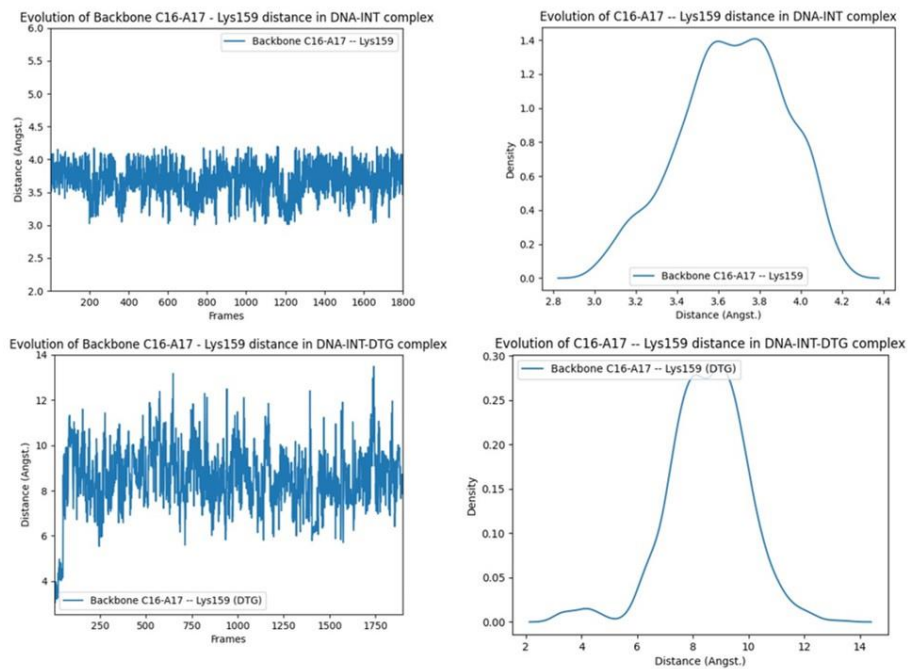 Evolution of Backbone C16-A17 - Lys159 distance in DNA-INT complex
6.0
5.5
5.0
4.5
4.0
3.5
3.0
2.5
2.0
Distance (Angst.)
Backbone C16-A17 -- Lys159
200 400 600 800 1000 1200 1400 1600 1800
Frames
Evolution of C16-A17 -- Lys159 distance in DNA-INT complex
1.4
1.2
1.0
0.8
0.6
0.4
0.2
0.0
Density
Backbone C16-A17 -- Lys159
2.8 3.0 3.2 3.4 3.6 3.8 4.0 4.2 4.4
Distance (Angst.)
Evolution of Backbone C16-A17 - Lys159 distance in DNA-INT-DTG complex
14
12
10
8
6
4
Distance (Angst.)
Backbone C16-A17 -- Lys159 (DTG)
250 500 750 1000 1250 1500 1750
Frames
Evolution of C16-A17 -- Lys159 distance in DNA-INT-DTG complex
0.30
0.25
0.20
0.15
0.10
0.05
0.00
Density
Backbone C16-A17 -- Lys159 (DTG)
2 4 6 8 10 12 14
Distance (Angst.)